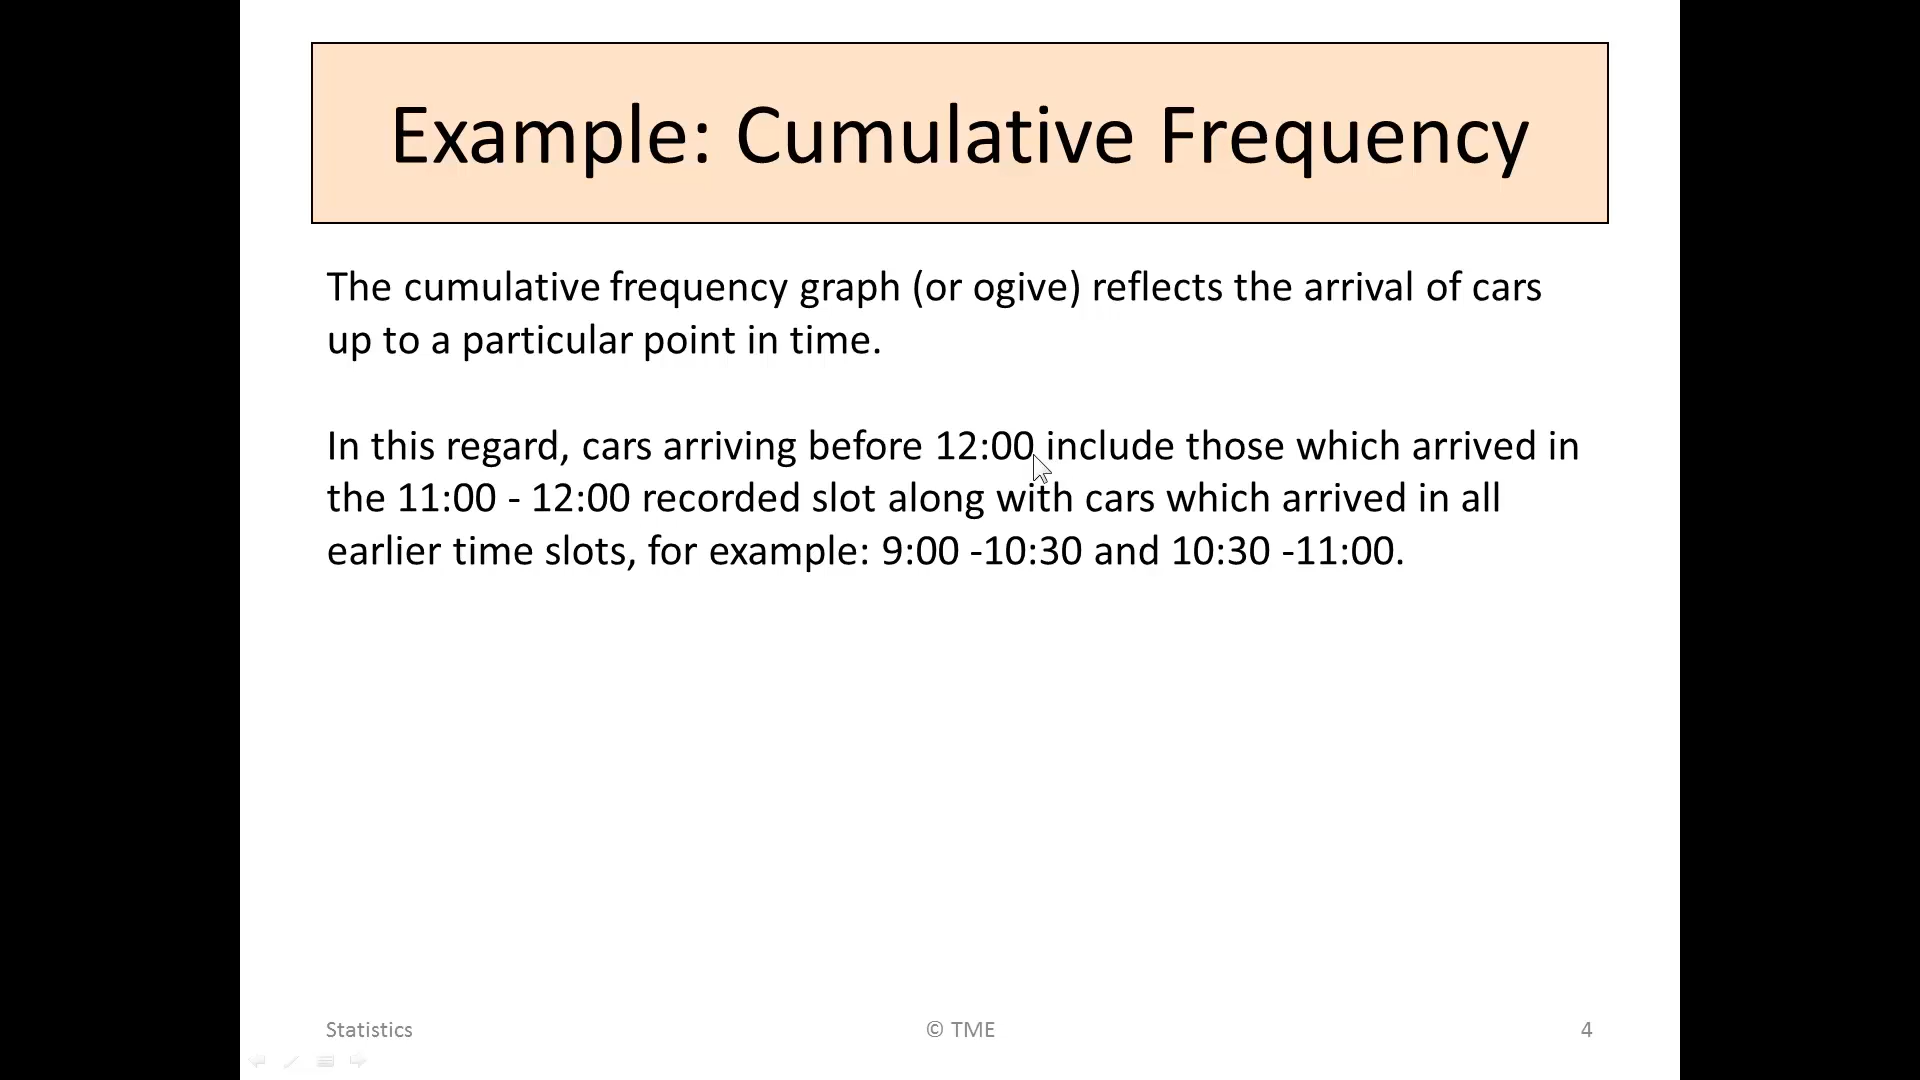 Example: Cumulative Frequency
The cumulative frequency graph (or ogive) reflects the arrival of cars
up to a particular point in time.
In this regard, cars arriving before 12:00 include those which arrived in
the 11:00 - 12:00 recorded slot along with cars which arrived in all
earlier time slots, for example: 9:00 -10:30 and 10:30 -11:00.
Statistics
© TME
4